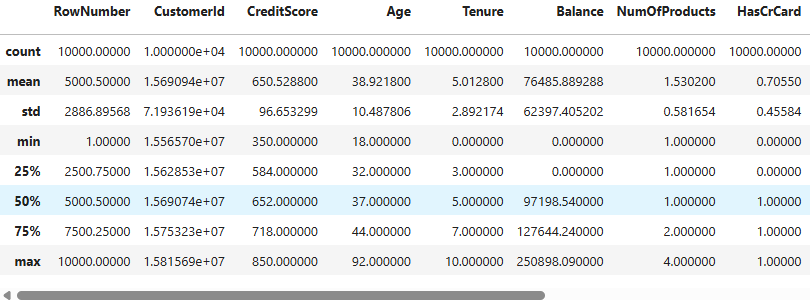 RowNumber CustomerId CreditScore Age Tenure Balance NumOfProducts HasCrCard
count 10000.00000 1.000000e+04 10000.000000 10000.000000 10000.000000 10000.000000 10000.000000 10000.00000
mean 5000.50000 1.569094e+07 650.528800 38.921800 5.012800 76485.889288 1.530200 0.70550
std 2886.89568 7.193619e+04 96.653299 10.487806 2.892174 62397.405202 0.581654 0.45584
min 1.00000 1.556570e+07 350.000000 18.000000 0.000000 0.000000 1.000000 0.00000
25% 2500.75000 1.562853e+07 584.000000 32.000000 3.000000 0.000000 1.000000 0.00000
50% 5000.50000 1.569074e+07 652.000000 37.000000 5.000000 97198.540000 1.000000 1.00000
75% 7500.25000 1.575323e+07 718.000000 44.000000 7.000000 127644.240000 2.000000 1.00000
max 10000.00000 1.581569e+07 850.000000 92.000000 10.000000 250898.090000 4.000000 1.00000